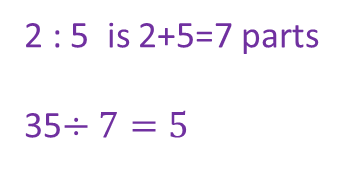 2 : 5 is 2+5=7 parts
35÷ 7 = 5